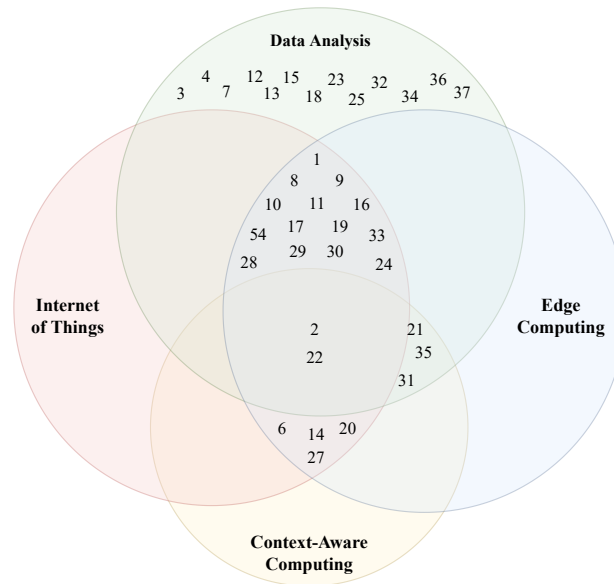 Data Analysis
3 4 7 12 13 15 18 23 25 32 34 36 37
1
8 9
10 11 16
54 17 19 33
28 29 30 24
Internet
of Things
Edge
Computing
2 21
22 35
31
6 14 20
27
Context-Aware
Computing